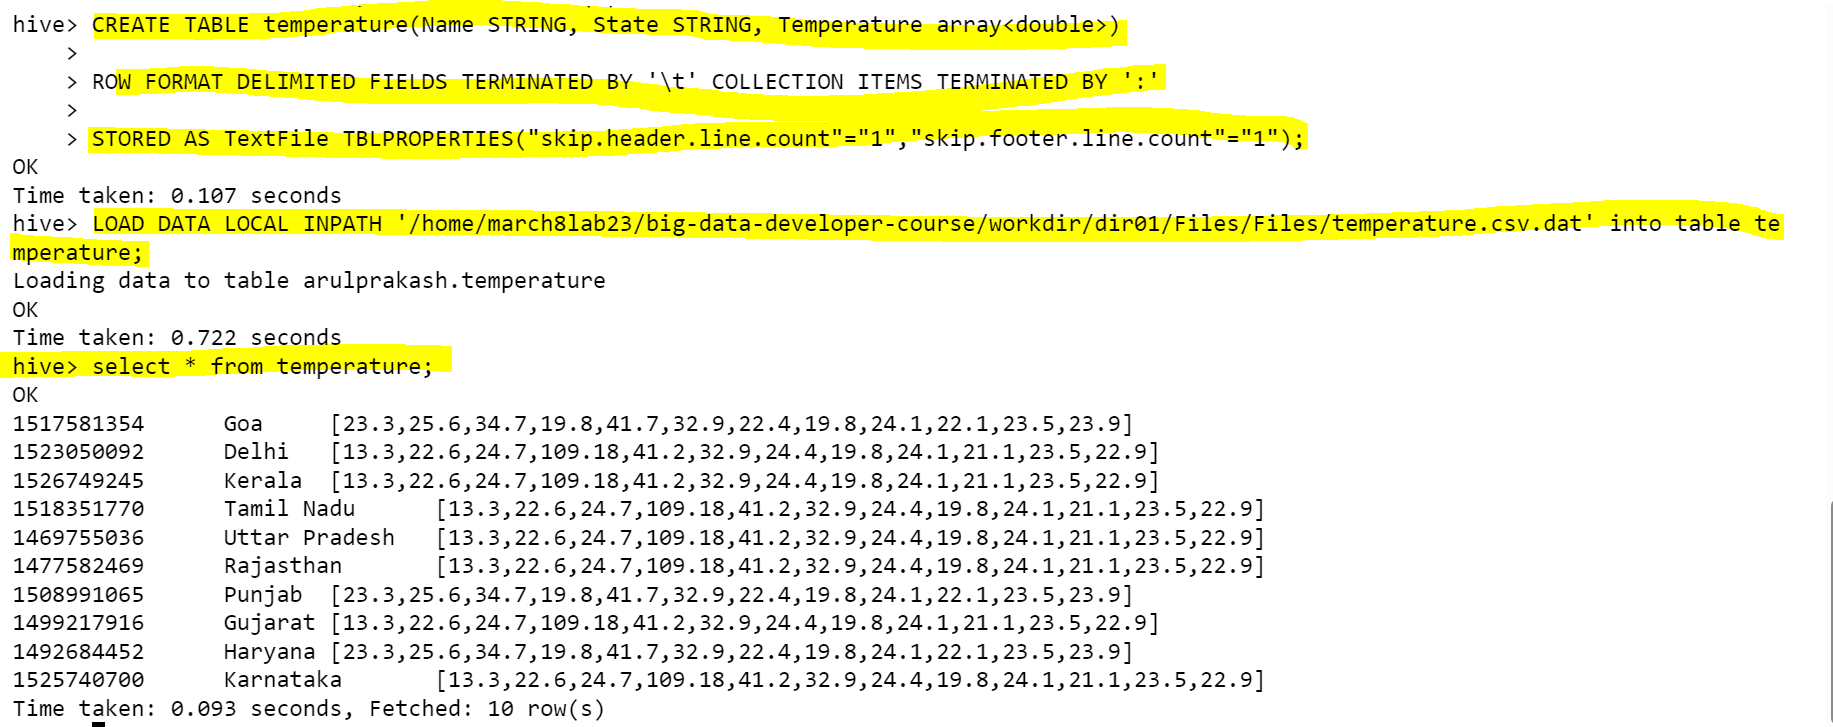 hive> CREATE TABLE temperature(Name STRING, State STRING, Temperature array<double>)
    >
    > ROW FORMAT DELIMITED FIELDS TERMINATED BY '\t' COLLECTION ITEMS TERMINATED BY ':'
    >
    > STORED AS TextFile TBLPROPERTIES("skip.header.line.count"="1","skip.footer.line.count"="1");
OK
Time taken: 0.107 seconds
hive> LOAD DATA LOCAL INPATH '/home/march8lab23/big-data-developer-course/workdir/dir01/Files/Files/temperature.csv.dat' into table te
mperature;
Loading data to table arulprakash.temperature
OK
Time taken: 0.722 seconds
hive> select * from temperature;
OK
1517581354      Goa     [23.3,25.6,34.7,19.8,41.7,32.9,22.4,19.8,24.1,22.1,23.5,23.9]
1523050092      Delhi   [13.3,22.6,24.7,109.18,41.2,32.9,24.4,19.8,24.1,21.1,23.5,22.9]
1526749245      Kerala  [13.3,22.6,24.7,109.18,41.2,32.9,24.4,19.8,24.1,21.1,23.5,22.9]
1518351770      Tamil Nadu      [13.3,22.6,24.7,109.18,41.2,32.9,24.4,19.8,24.1,21.1,23.5,22.9]
1469755036      Uttar Pradesh   [13.3,22.6,24.7,109.18,41.2,32.9,24.4,19.8,24.1,21.1,23.5,22.9]
1477582469      Rajasthan       [13.3,22.6,24.7,109.18,41.2,32.9,24.4,19.8,24.1,21.1,23.5,22.9]
1508991065      Punjab  [23.3,25.6,34.7,19.8,41.7,32.9,22.4,19.8,24.1,22.1,23.5,23.9]
1499217916      Gujarat [13.3,22.6,24.7,109.18,41.2,32.9,24.4,19.8,24.1,21.1,23.5,22.9]
1492684452      Haryana [23.3,25.6,34.7,19.8,41.7,32.9,22.4,19.8,24.1,22.1,23.5,23.9]
1525740700      Karnataka       [13.3,22.6,24.7,109.18,41.2,32.9,24.4,19.8,24.1,21.1,23.5,22.9]
Time taken: 0.093 seconds, Fetched: 10 row(s)